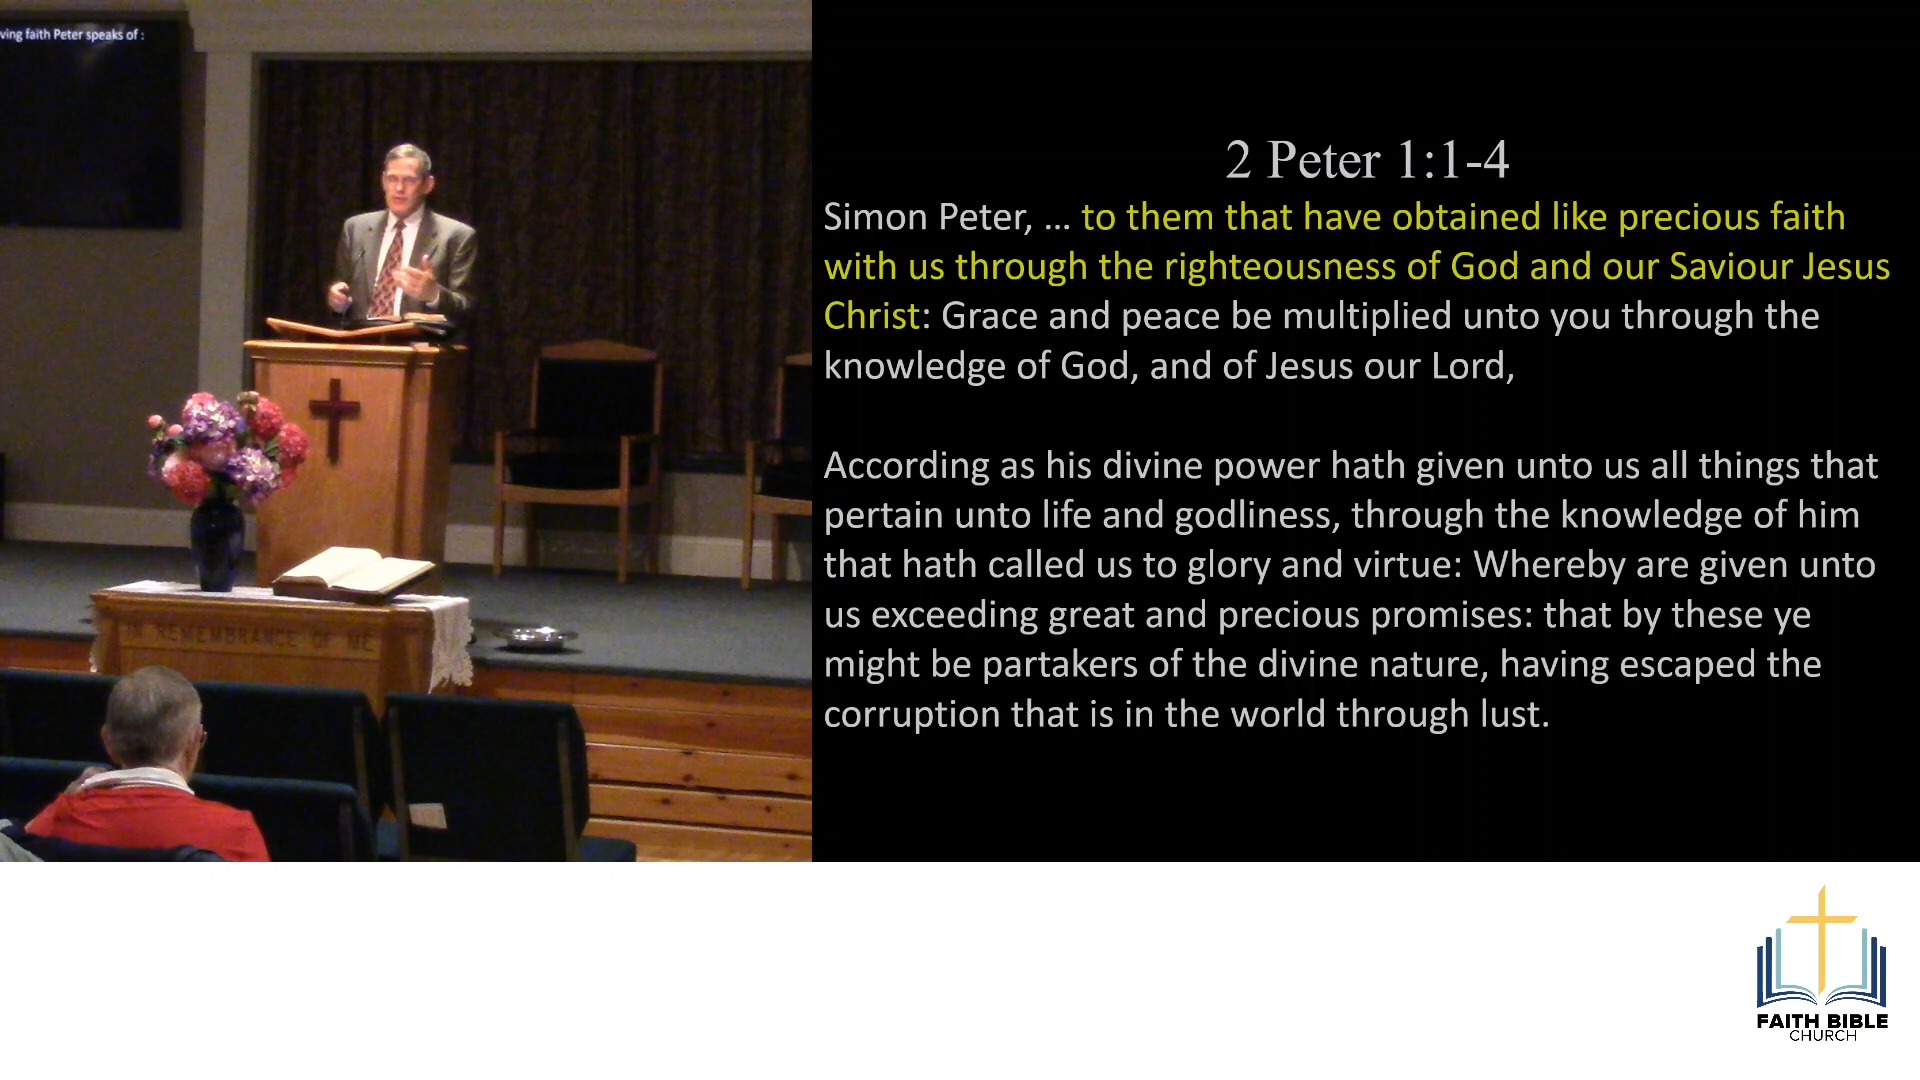 ving faith Peter speaks of :
2 Peter 1:1-4
Simon Peter, ... to them that have obtained like precious faith
with us through the righteousness of God and our Saviour Jesus
Christ: Grace and peace be multiplied unto you through the
knowledge of God, and of Jesus our Lord,
According as his divine power hath given unto us all things that
pertain unto life and godliness, through the knowledge of him
that hath called us to glory and virtue: Whereby are given unto
us exceeding great and precious promises: that by these ye
might be partakers of the divine nature, having escaped the
corruption that is in the world through lust.
IN REMEMBRANCE OF ME
FAITH BIBLE
CHURCH